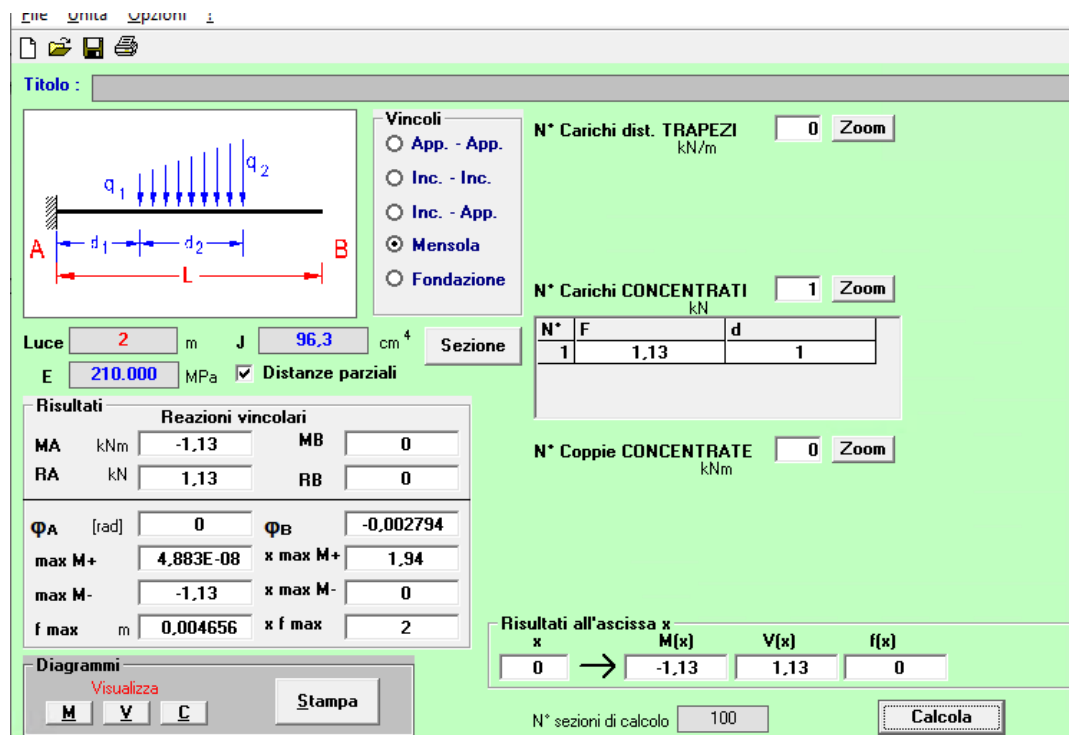 File Unità Opzioni ?
Titolo :
q1 q2
A d1 d2 B
L
Vincoli
App. - App.
Inc. - Inc.
Inc. - App.
Mensola
Fondazione
N° Carichi dist. TRAPEZI 0 Zoom
kN/m
N° Carichi CONCENTRATI 1 Zoom
kN
N° F d
1 1,13 1
N° Coppie CONCENTRATE 0 Zoom
kNm
Luce 2 m J 96,3 cm⁴ Sezione
E 210.000 MPa Distanze parziali
Risultati
Reazioni vincolari
MA kNm -1,13 MB 0
RA kN 1,13 RB 0
φA [rad] 0 φB -0,002794
max M+ 4,883E-08 x max M+ 1,94
max M- -1,13 x max M- 0
f max m 0,004656 x f max 2
Diagrammi
Visualizza
M V C Stampa
Risultati all'ascissa x
x M(x) V(x) f(x)
0 -1,13 1,13 0
N° sezioni di calcolo 100 Calcola